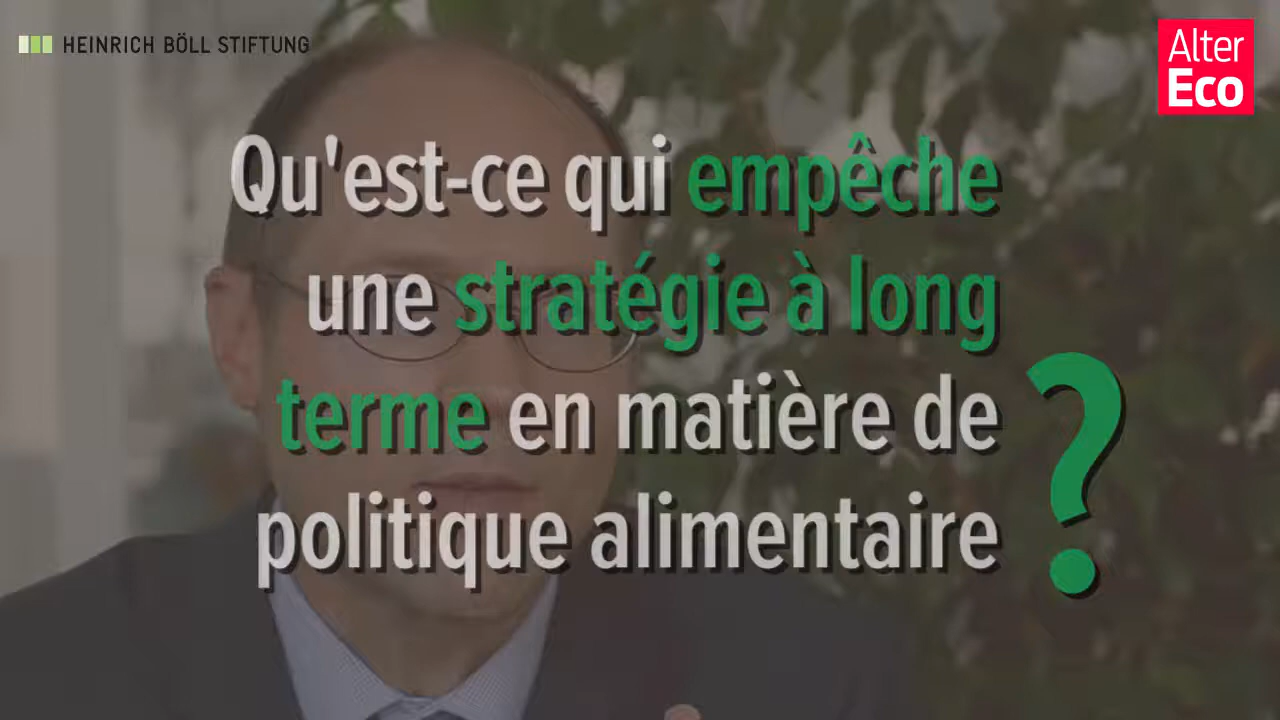 HEINRICH BÖLL STIFTUNG
Alter
Eco
Qu'est-ce qui empêche
une stratégie à long
terme en matière de
politique alimentaire ?